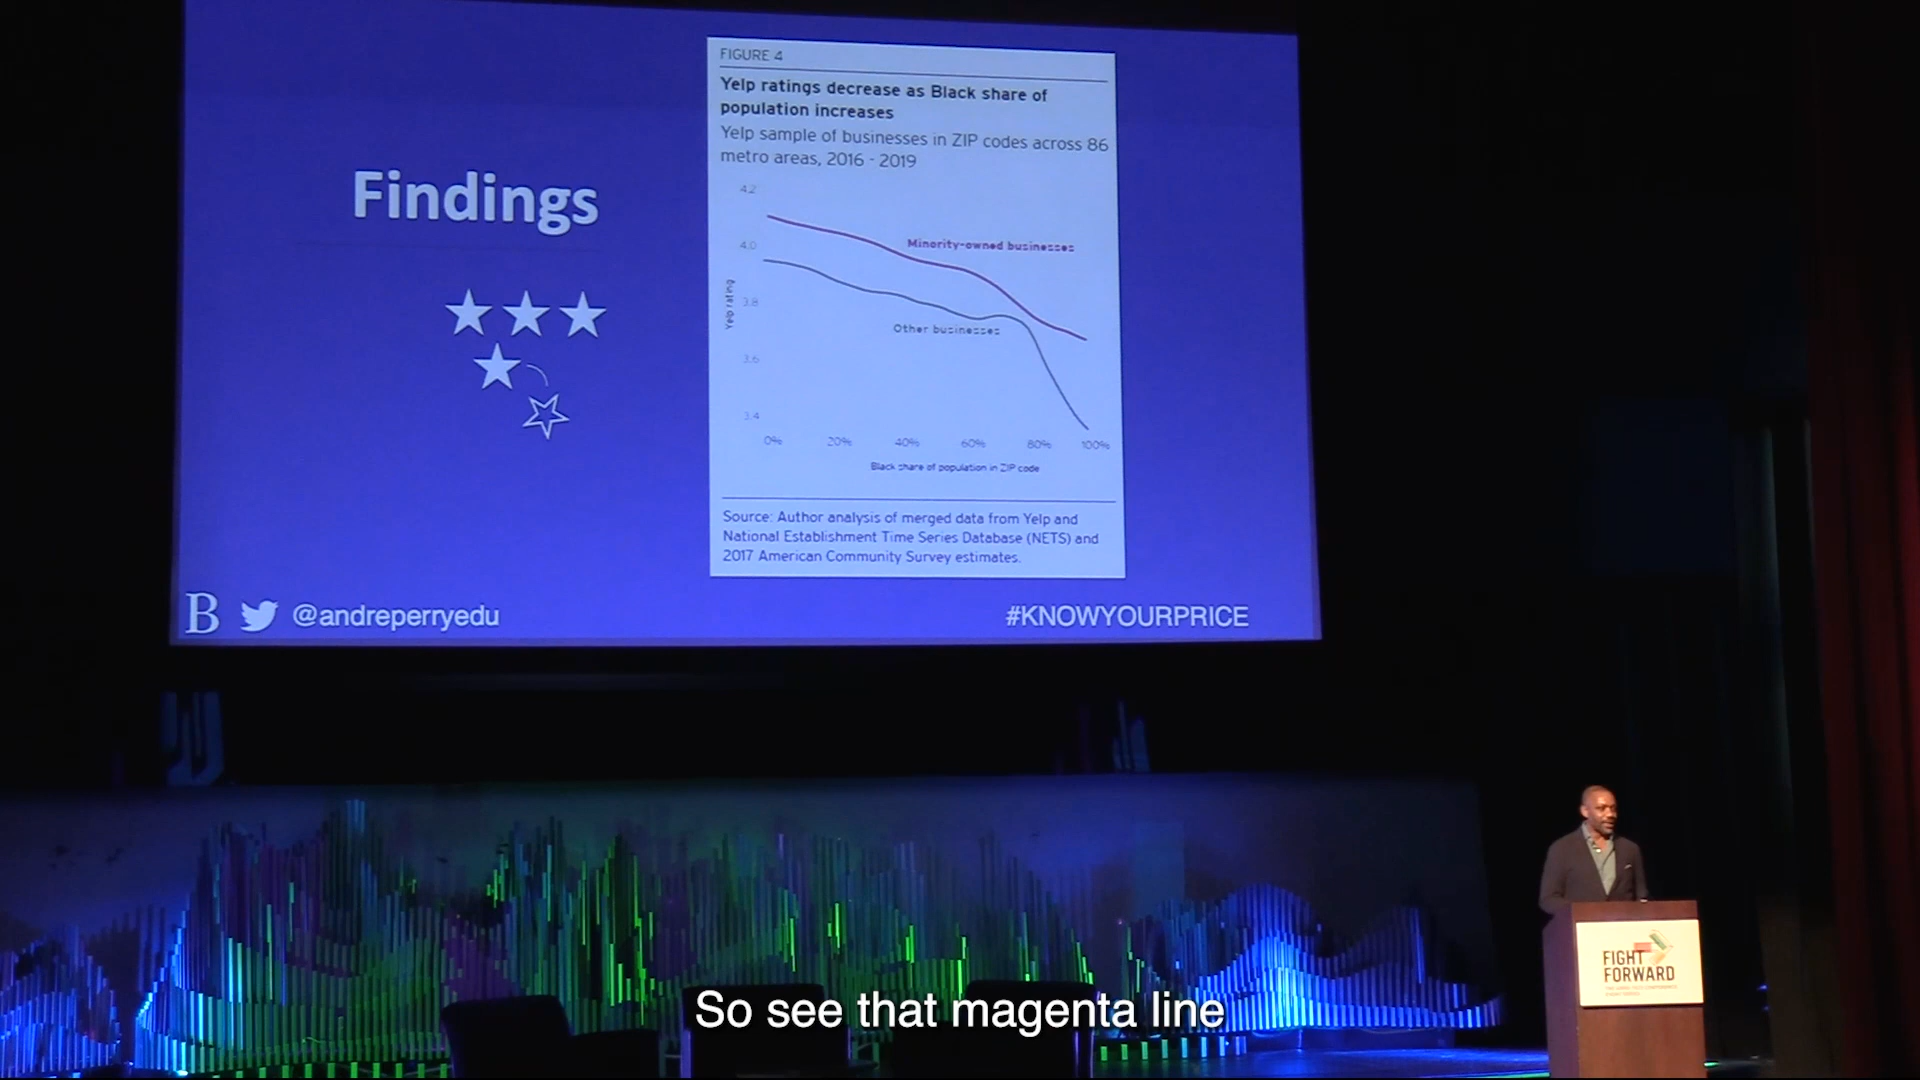 Findings
FIGURE 4
Yelp ratings decrease as Black share of
population increases
Yelp sample of businesses in ZIP codes across 86
metro areas, 2016 - 2019
4.2
4.0
3.8
3.6
3.4
Yelp rating
Minority-owned businesses
Other businesses
0% 20% 40% 60% 80% 100%
Black share of population in ZIP code
Source: Author analysis of merged data from Yelp and
National Establishment Time Series Database (NETS) and
2017 American Community Survey estimates.
B @andreperryedu
#KNOWYOURPRICE
FIGHT
FORWARD
So see that magenta line